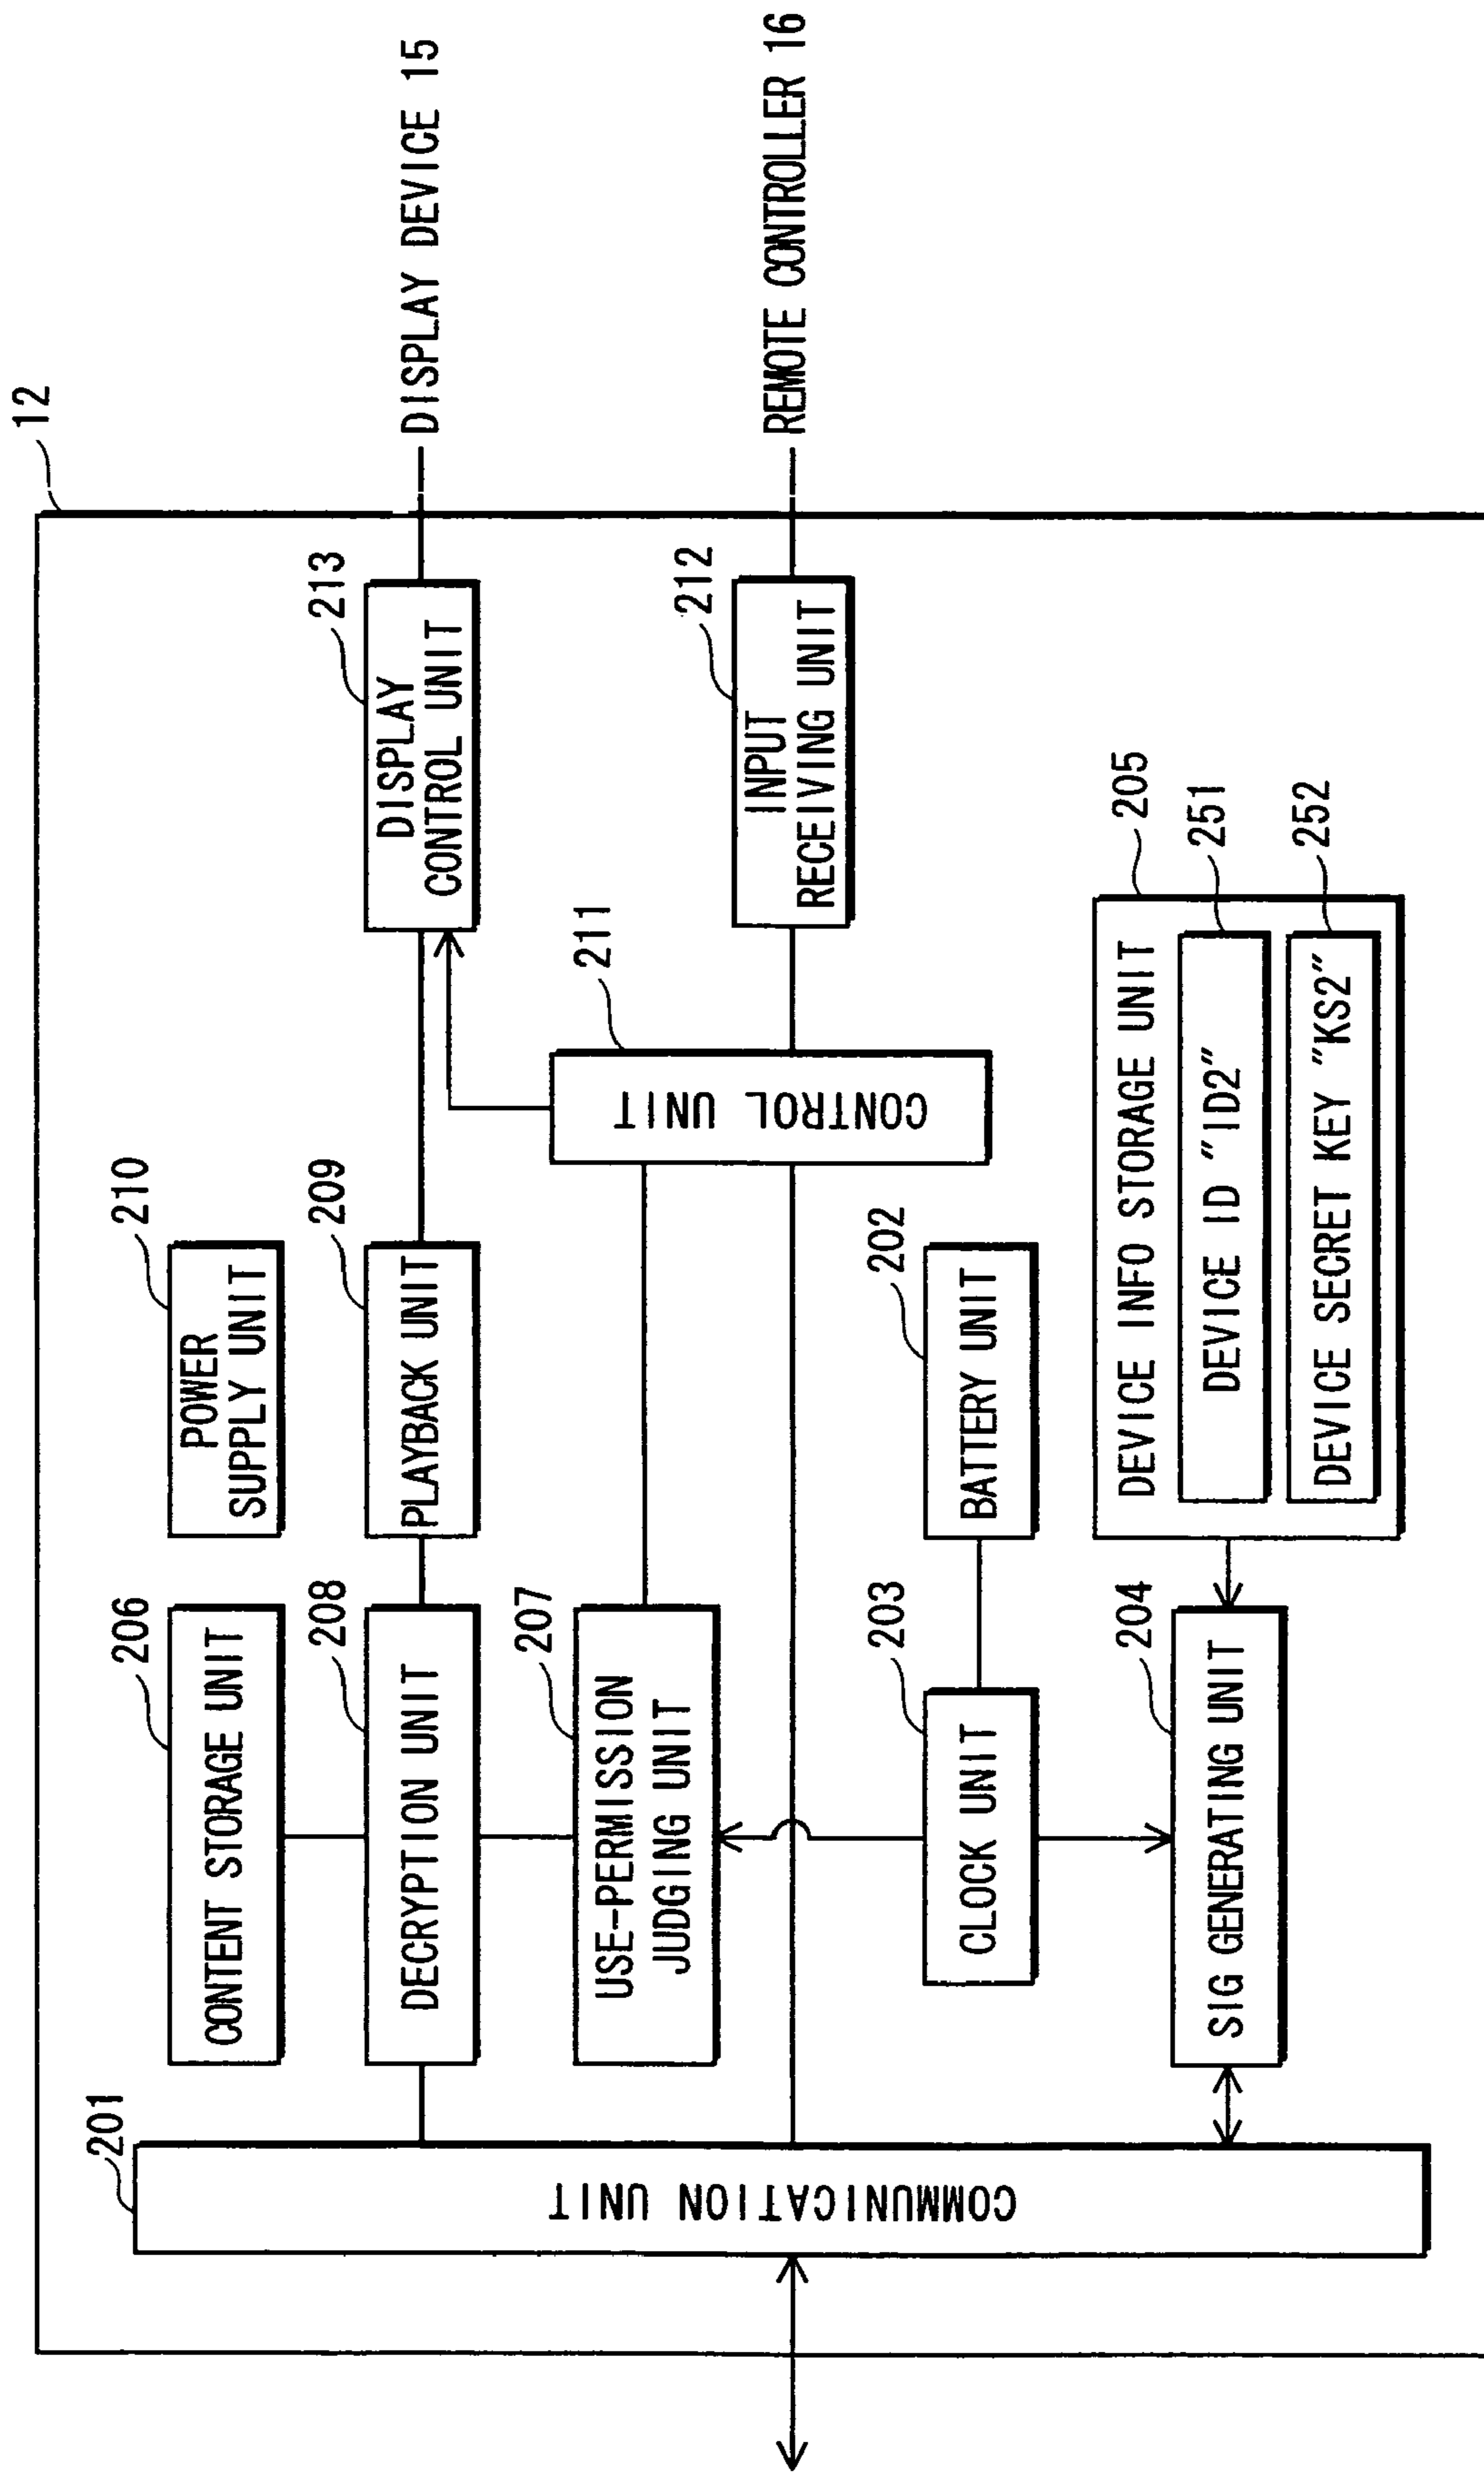 12
201
COMMUNICATION UNIT
206
CONTENT STORAGE UNIT
210
POWER
SUPPLY UNIT
208
DECRYPTION UNIT
209
PLAYBACK UNIT
213
DISPLAY
CONTROL UNIT
DISPLAY DEVICE 15
207
USE-PERMISSION
JUDGING UNIT
211
CONTROL UNIT
212
INPUT
RECEIVING UNIT
REMOTE CONTROLLER 16
203
CLOCK UNIT
202
BATTERY UNIT
204
SIG GENERATING UNIT
205
DEVICE INFO STORAGE UNIT
251
DEVICE ID "ID2"
252
DEVICE SECRET KEY "KS2"